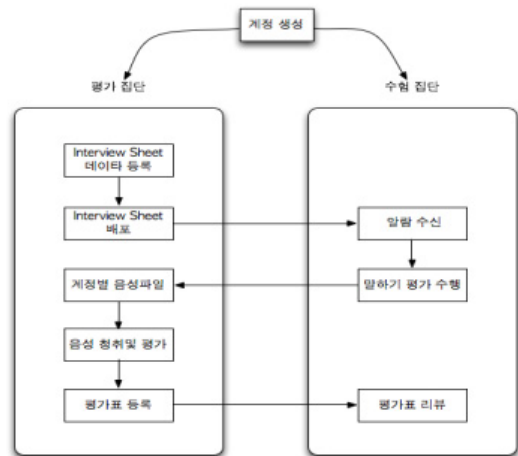 계정 생성
평가 집단
수험 집단
Interview Sheet
데이타 등록
Interview Sheet
배포
알람 수신
계정별 음성파일
말하기 평가 수행
음성 청취및 평가
평가표 등록
평가표 리뷰